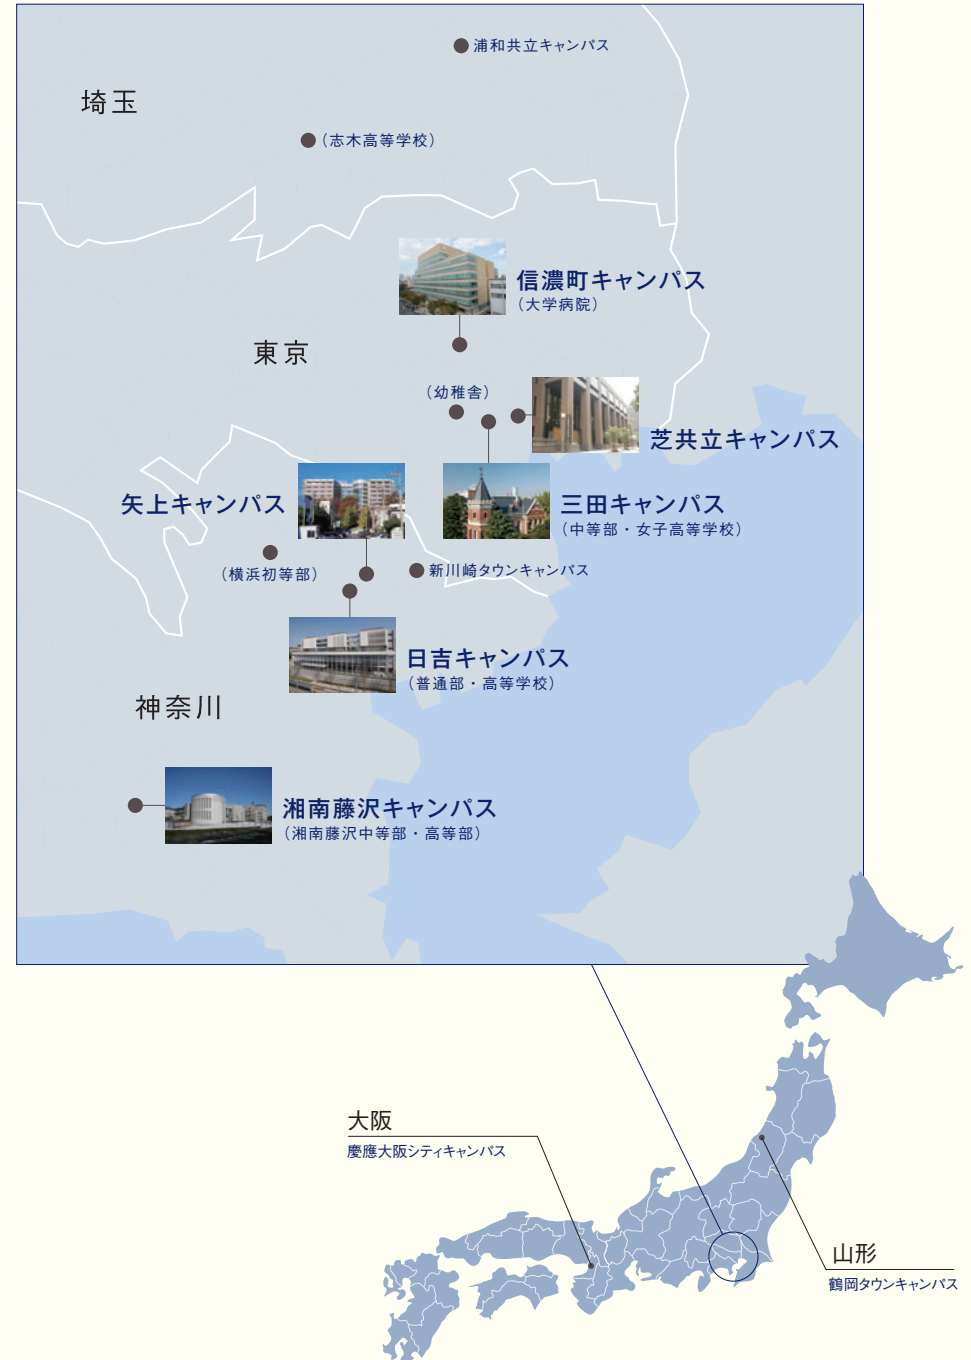 浦和共立キャンパス
埼玉
(志木高等学校)
信濃町キャンパス
(大学病院)
東京
(幼稚舎)
芝共立キャンパス
矢上キャンパス
三田キャンパス
(中等部・女子高等学校)
(横浜初等部)
新川崎タウンキャンパス
日吉キャンパス
(普通部・高等学校)
神奈川
湘南藤沢キャンパス
(湘南藤沢中等部・高等部)
大阪
慶應大阪シティキャンパス
山形
鶴岡タウンキャンパス